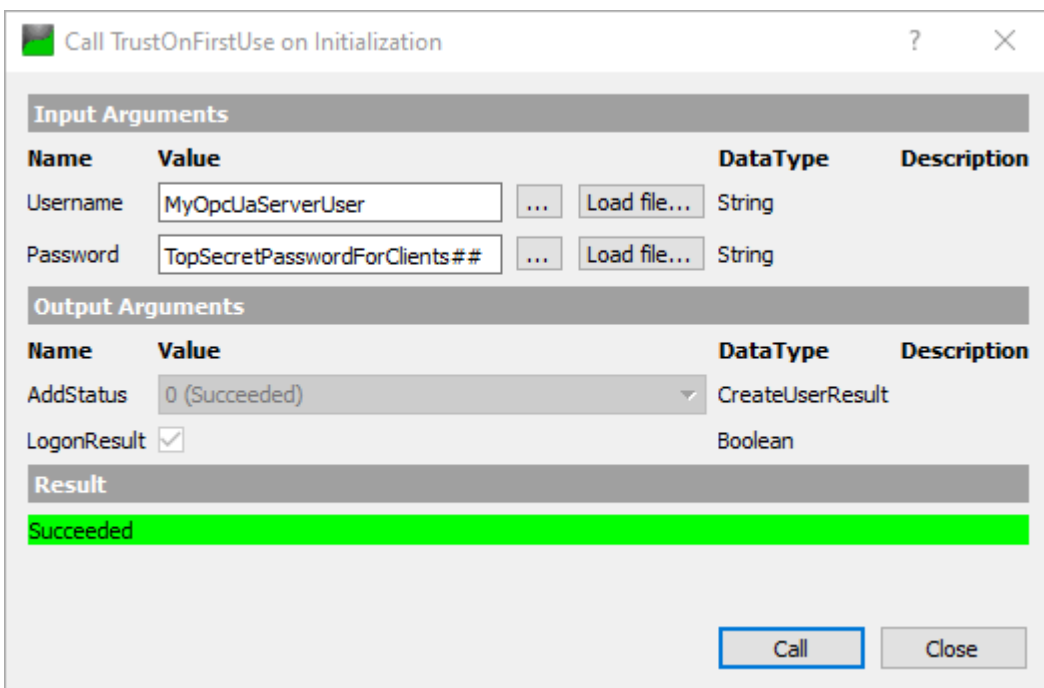 Call TrustOnFirstUse on Initialization ? ×
Input Arguments
Name Value DataType Description
Username MyOpcUaServerUser ... Load file... String
Password TopSecretPasswordForClients## ... Load file... String
Output Arguments
Name Value DataType Description
AddStatus 0 (Succeeded) CreateUserResult
LogonResult Boolean
Result
Succeeded
Call Close